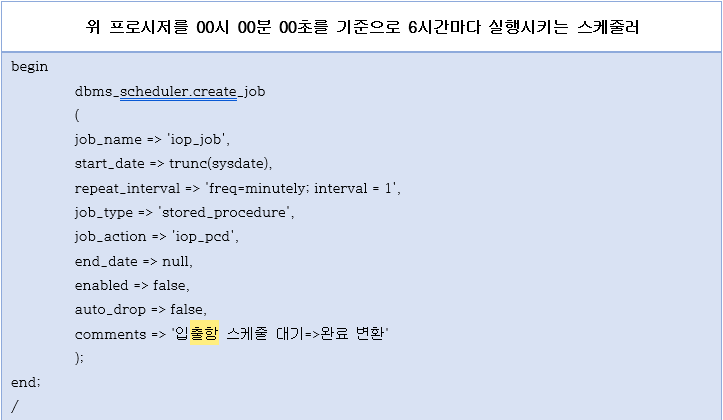 위 프로시저를 00시 00분 00초를 기준으로 6시간마다 실행시키는 스케줄러
begin
dbms_scheduler.create_job
(
job_name => 'iop_job',
start_date => trunc(sysdate),
repeat_interval => 'freq=minutely; interval = 1',
job_type => 'stored_procedure',
job_action => 'iop_pcd',
end_date => null,
enabled => false,
auto_drop => false,
comments => '입출항 스케줄 대기=>완료 변환'
);
end;
/